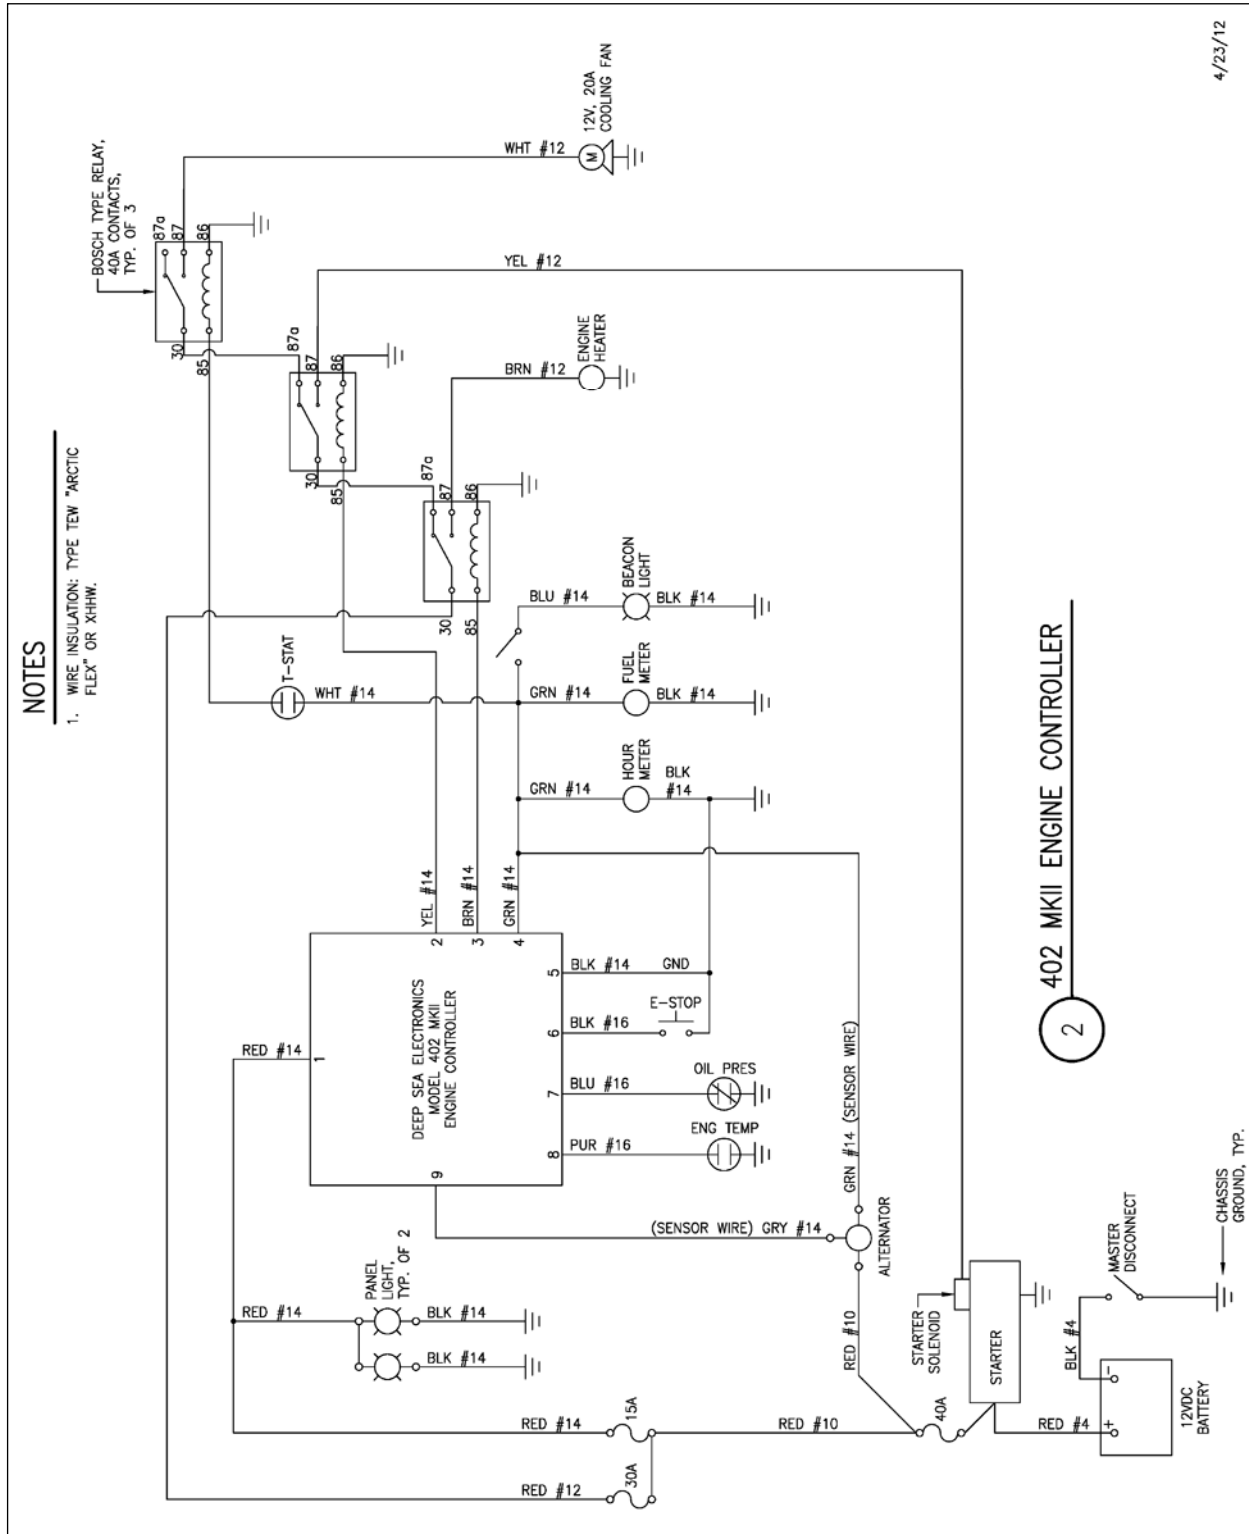 NOTES
1. WIRE INSULATION: TYPE TEW "ARCTIC
FLEX" OR XHHW.
BOSCH TYPE RELAY,
40A CONTACTS,
TYP. OF 3
87a
87
86
30
85
WHT #12
M
12V, 20A
COOLING FAN
87a
87
86
30
85
YEL #12
87a
87
86
30
85
BRN #12
ENGINE
HEATER
T-STAT
WHT #14
BLU #14
BEACON
LIGHT
BLK #14
GRN #14
FUEL
METER
BLK #14
GRN #14
HOUR
METER
BLK
#14
YEL #14
BRN #14
GRN #14
2
3
4
RED #14
1
DEEP SEA ELECTRONICS
MODEL 402 MKII
ENGINE CONTROLLER
5
6
7
8
9
BLK #14
GND
BLK #16
E-STOP
BLU #16
OIL PRES
PUR #16
ENG TEMP
(SENSOR WIRE) GRY #14
GRN #14 (SENSOR WIRE)
ALTERNATOR
RED #14
PANEL
LIGHT,
TYP. OF 2
BLK #14
BLK #14
RED #14
15A
RED #12
30A
RED #10
RED #10
40A
STARTER
SOLENOID
STARTER
RED #4
BLK #4
+
-
12VDC
BATTERY
MASTER
DISCONNECT
CHASSIS
GROUND, TYP.
2
402 MKII ENGINE CONTROLLER
4/23/12